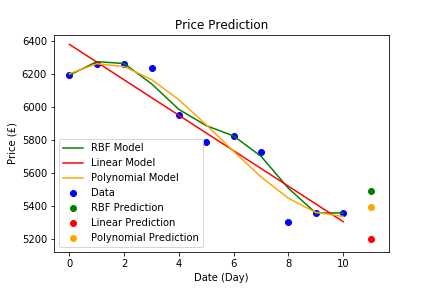 Price Prediction
Price (£)
6400
6200
6000
5800
5600
5400
5200
RBF Model
Linear Model
Polynomial Model
Data
RBF Prediction
Linear Prediction
Polynomial Prediction
0 2 4 6 8 10
Date (Day)